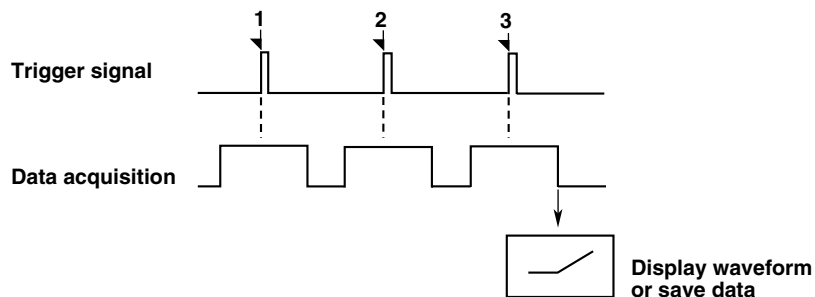 1 2 3
Trigger signal
Data acquisition
Display waveform
or save data